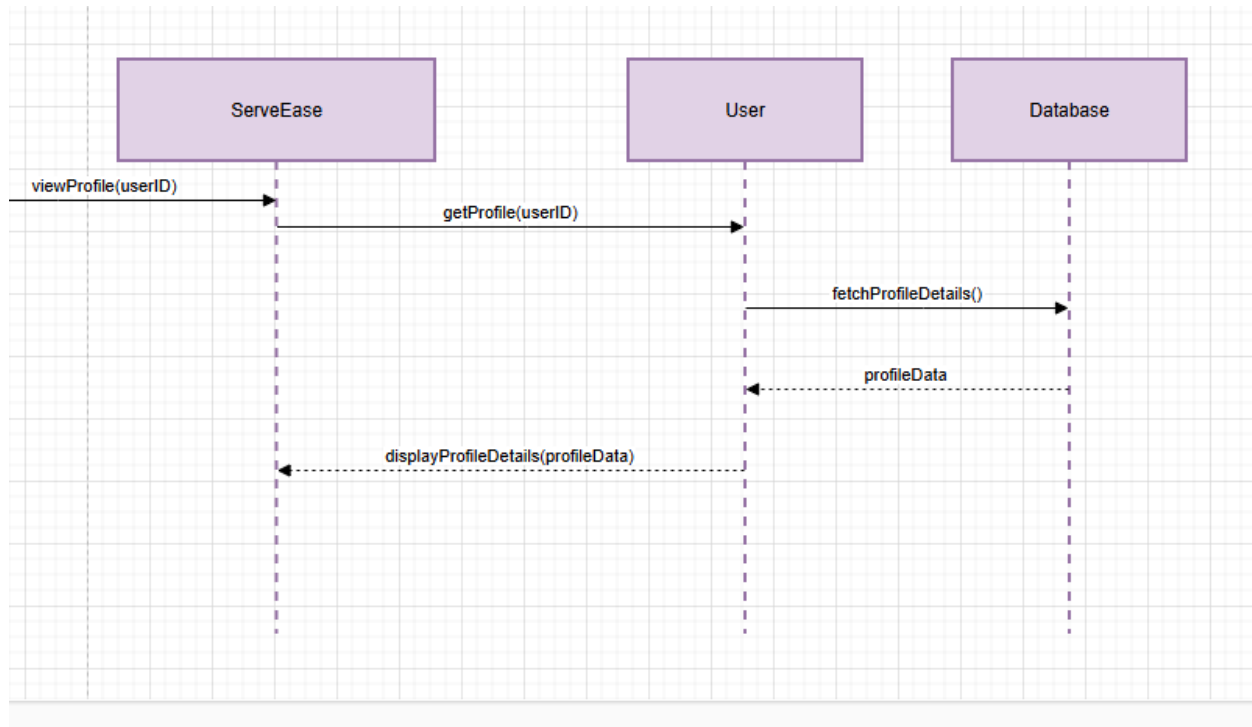 ServeEase
User
Database
viewProfile(userID)
getProfile(userID)
fetchProfileDetails()
profileData
displayProfileDetails(profileData)